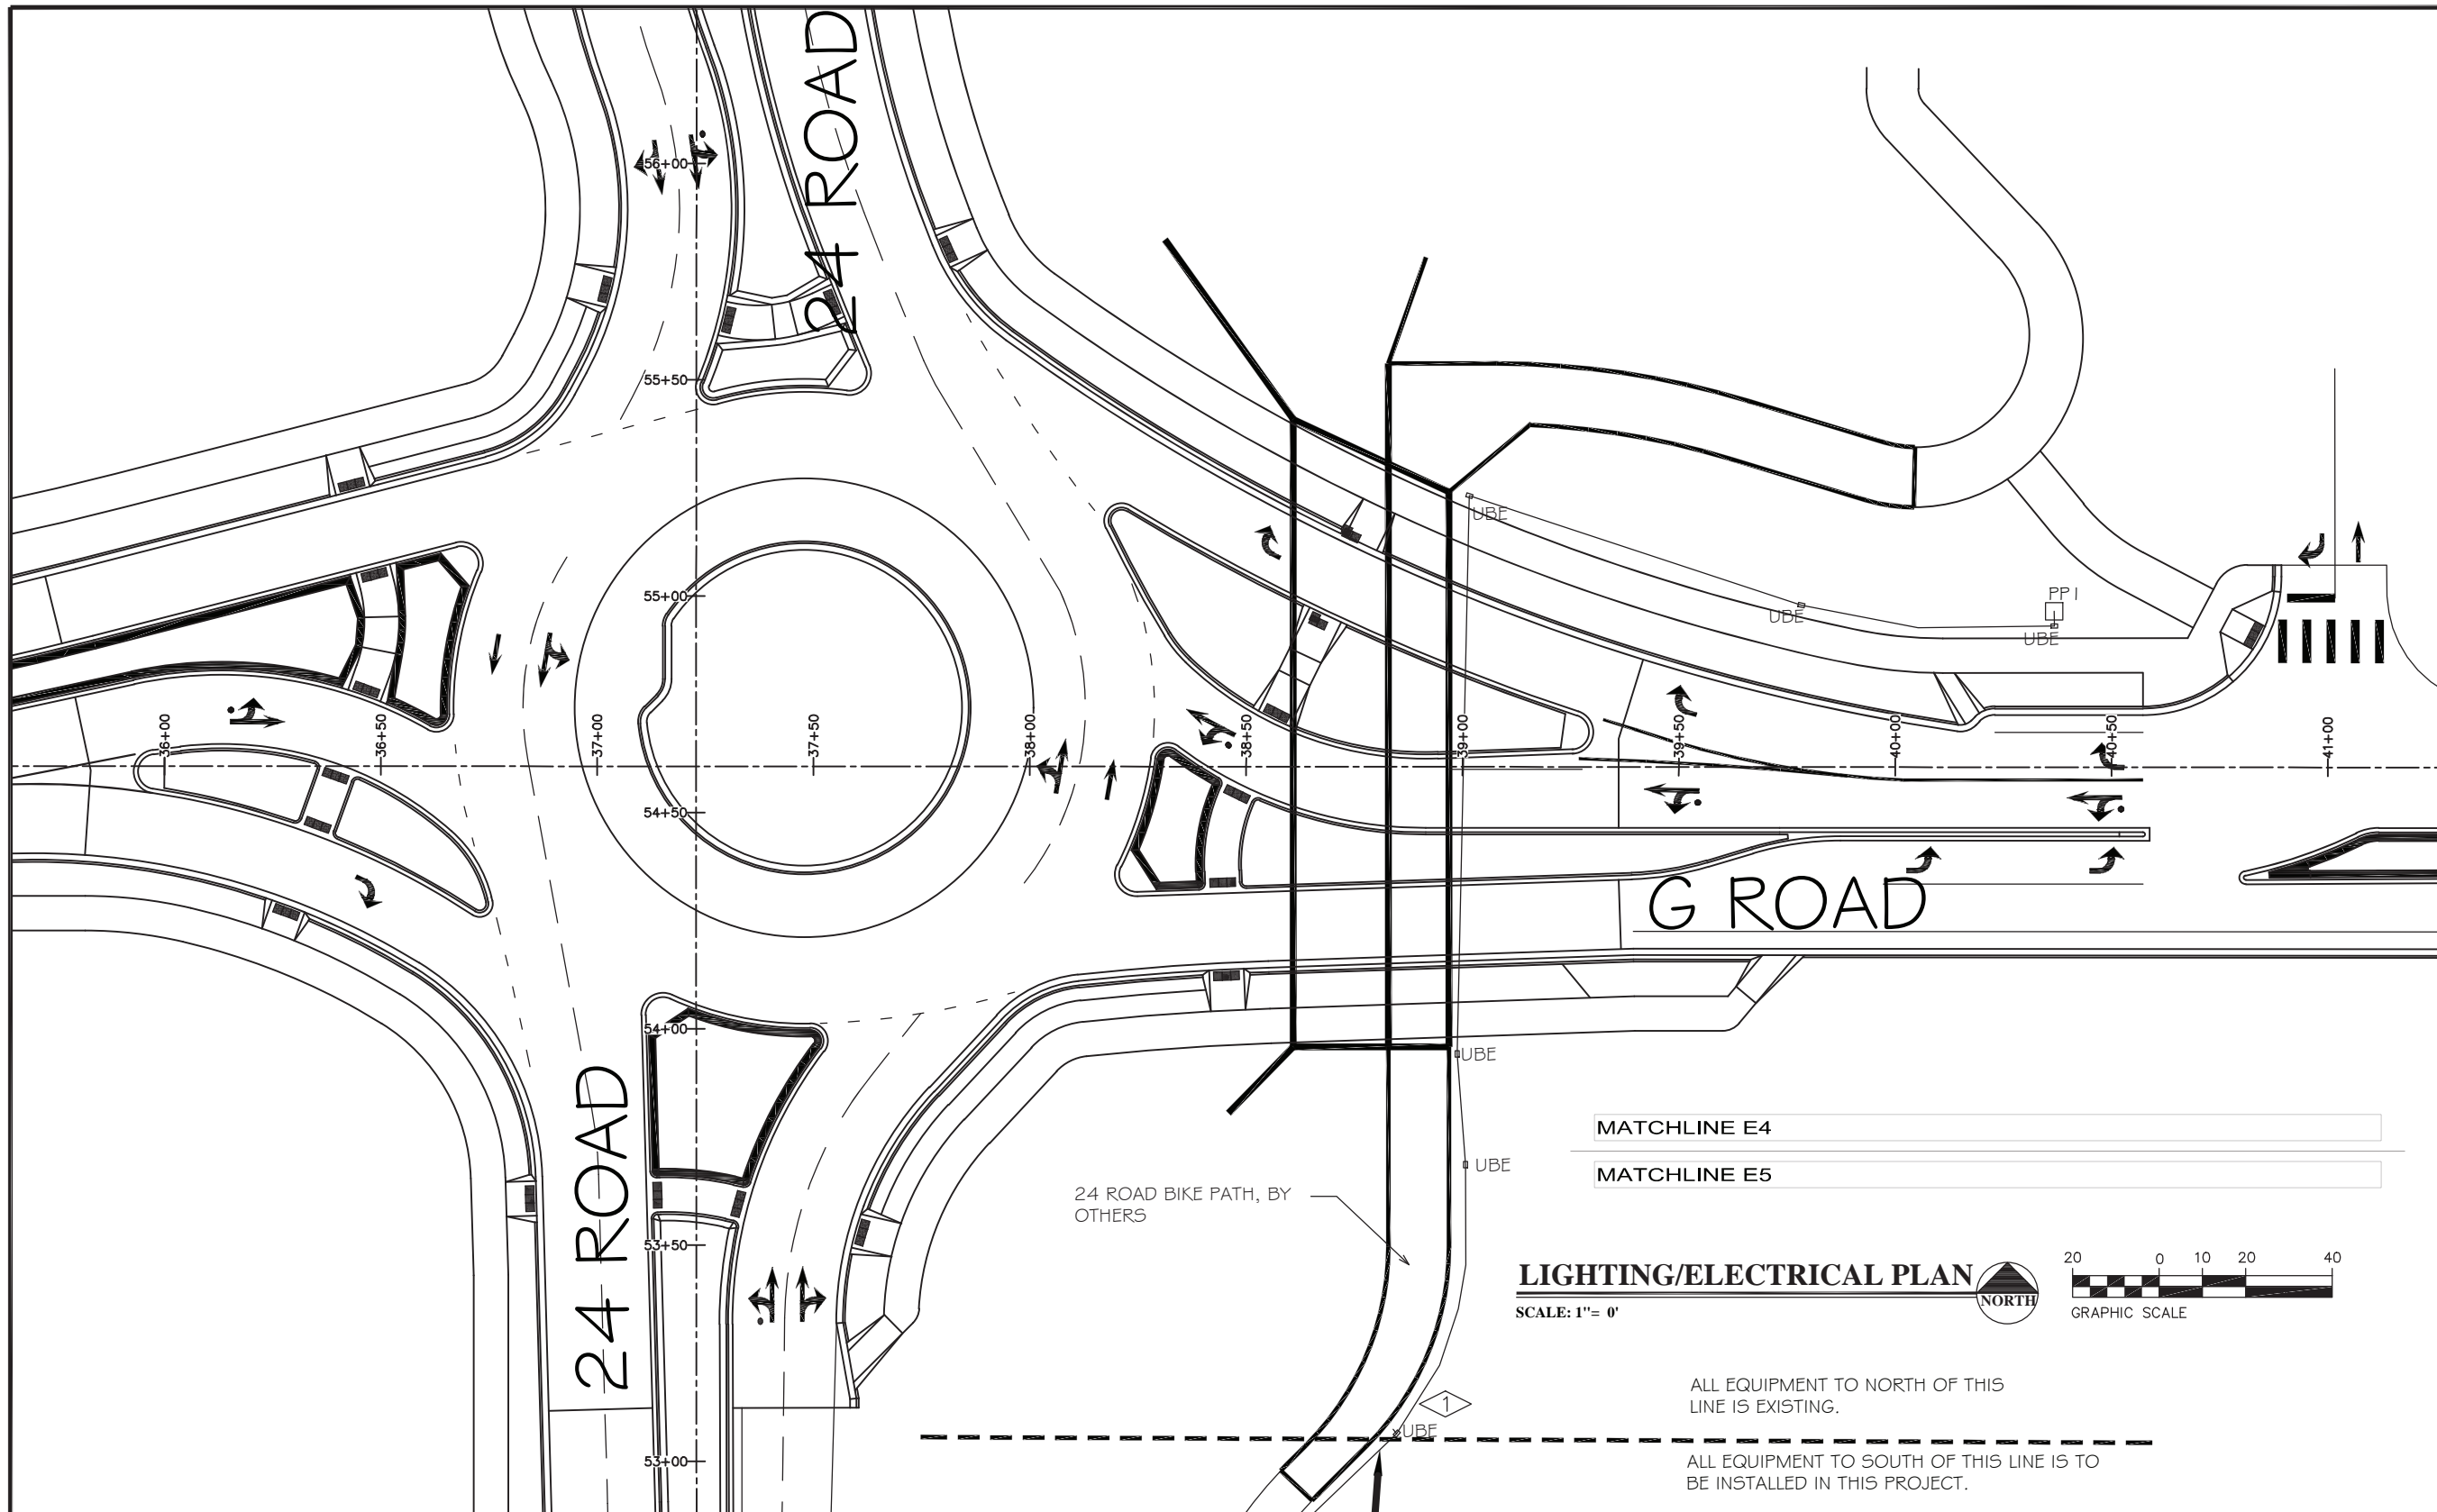 24 ROAD
56+00
55+50
55+00
54+50
54+00
53+50
53+00
36+00
36+50
37+00
37+50
38+00
38+50
39+00
39+50
40+00
40+50
41+00
UBE
UBE
PP1
UBE
G ROAD
UBE
UBE
24 ROAD
24 ROAD BIKE PATH, BY
OTHERS
MATCHLINE E4
MATCHLINE E5
LIGHTING/ELECTRICAL PLAN
SCALE: 1"= 0'
NORTH
20 0 10 20 40
GRAPHIC SCALE
1
UBE
ALL EQUIPMENT TO NORTH OF THIS
LINE IS EXISTING.
ALL EQUIPMENT TO SOUTH OF THIS LINE IS TO
BE INSTALLED IN THIS PROJECT.